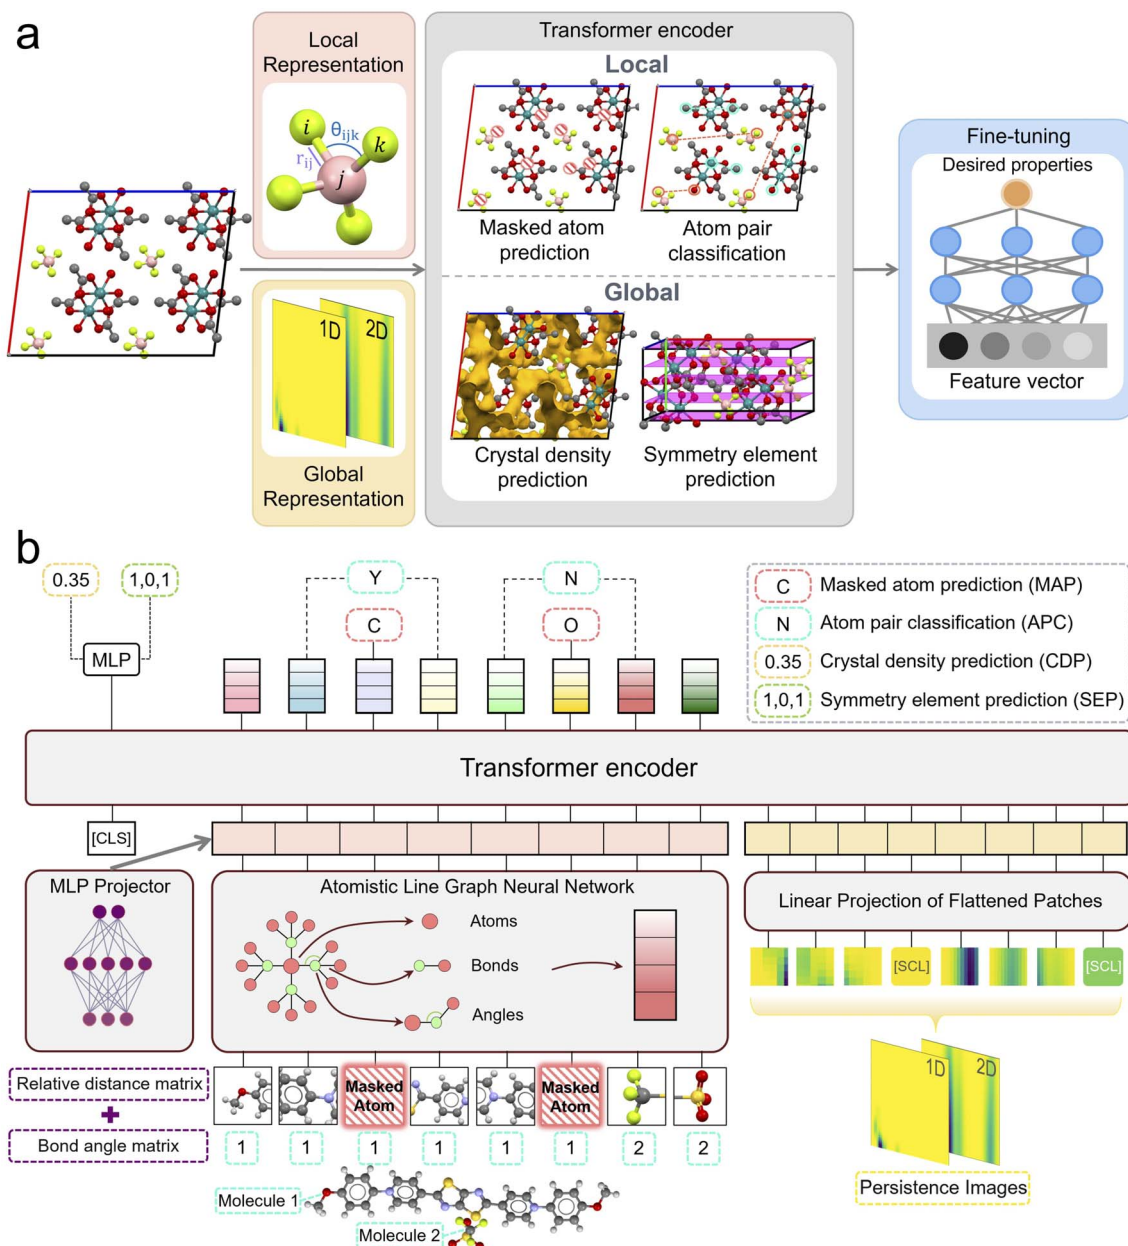 a
Local
Representation
i
θijk
k
rij
j
1D
2D
Global
Representation
Transformer encoder
Local
Masked atom
prediction
Atom pair
classification
Global
Crystal density
prediction
Symmetry element
prediction
Fine-tuning
Desired properties
Feature vector
b
0.35
1,0,1
MLP
Y
C
N
O
C
Masked atom prediction (MAP)
N
Atom pair classification (APC)
0.35
Crystal density prediction (CDP)
1,0,1
Symmetry element prediction (SEP)
Transformer encoder
[CLS]
MLP Projector
Atomistic Line Graph Neural Network
Atoms
Bonds
Angles
Linear Projection of Flattened Patches
[SCL]
[SCL]
Relative distance matrix
+
Bond angle matrix
Masked
Atom
Masked
Atom
1 1 1 1 1 1 2 2
Molecule 1
Molecule 2
1D
2D
Persistence Images